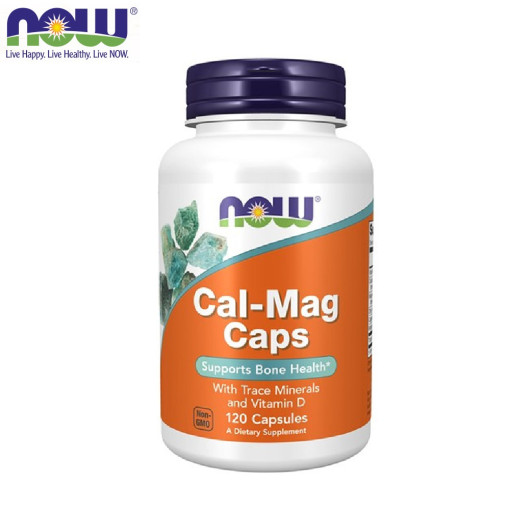 NOW®
Live Happy. Live Healthy. Live NOW.
NOW®
Cal-Mag
Caps
Supports Bone Health*
With Trace Minerals
and Vitamin D
Non-
GMO
120 Capsules
A Dietary Supplement